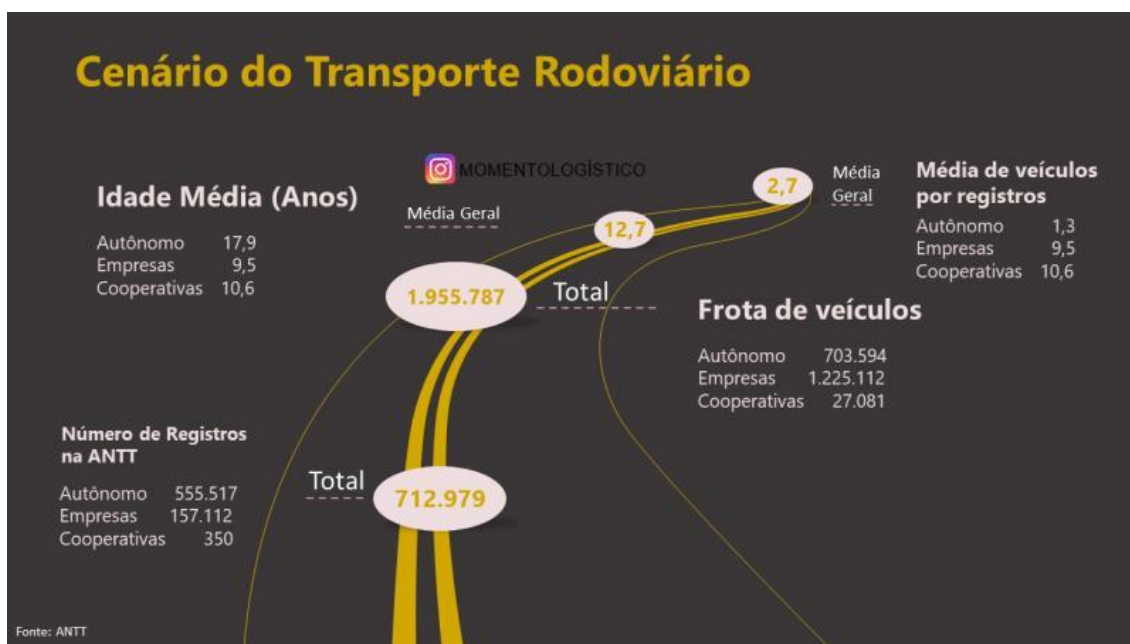 Cenário do Transporte Rodoviário
MOMENTOLOGÍSTICO
Idade Média (Anos)
Autônomo 17,9
Empresas 9,5
Cooperativas 10,6
Média Geral
12,7
2,7
Média
Geral
Média de veículos
por registros
Autônomo 1,3
Empresas 9,5
Cooperativas 10,6
1.955.787
Total
Frota de veículos
Autônomo 703.594
Empresas 1.225.112
Cooperativas 27.081
Número de Registros
na ANTT
Autônomo 555.517
Empresas 157.112
Cooperativas 350
Total
712.979
Fonte: ANTT